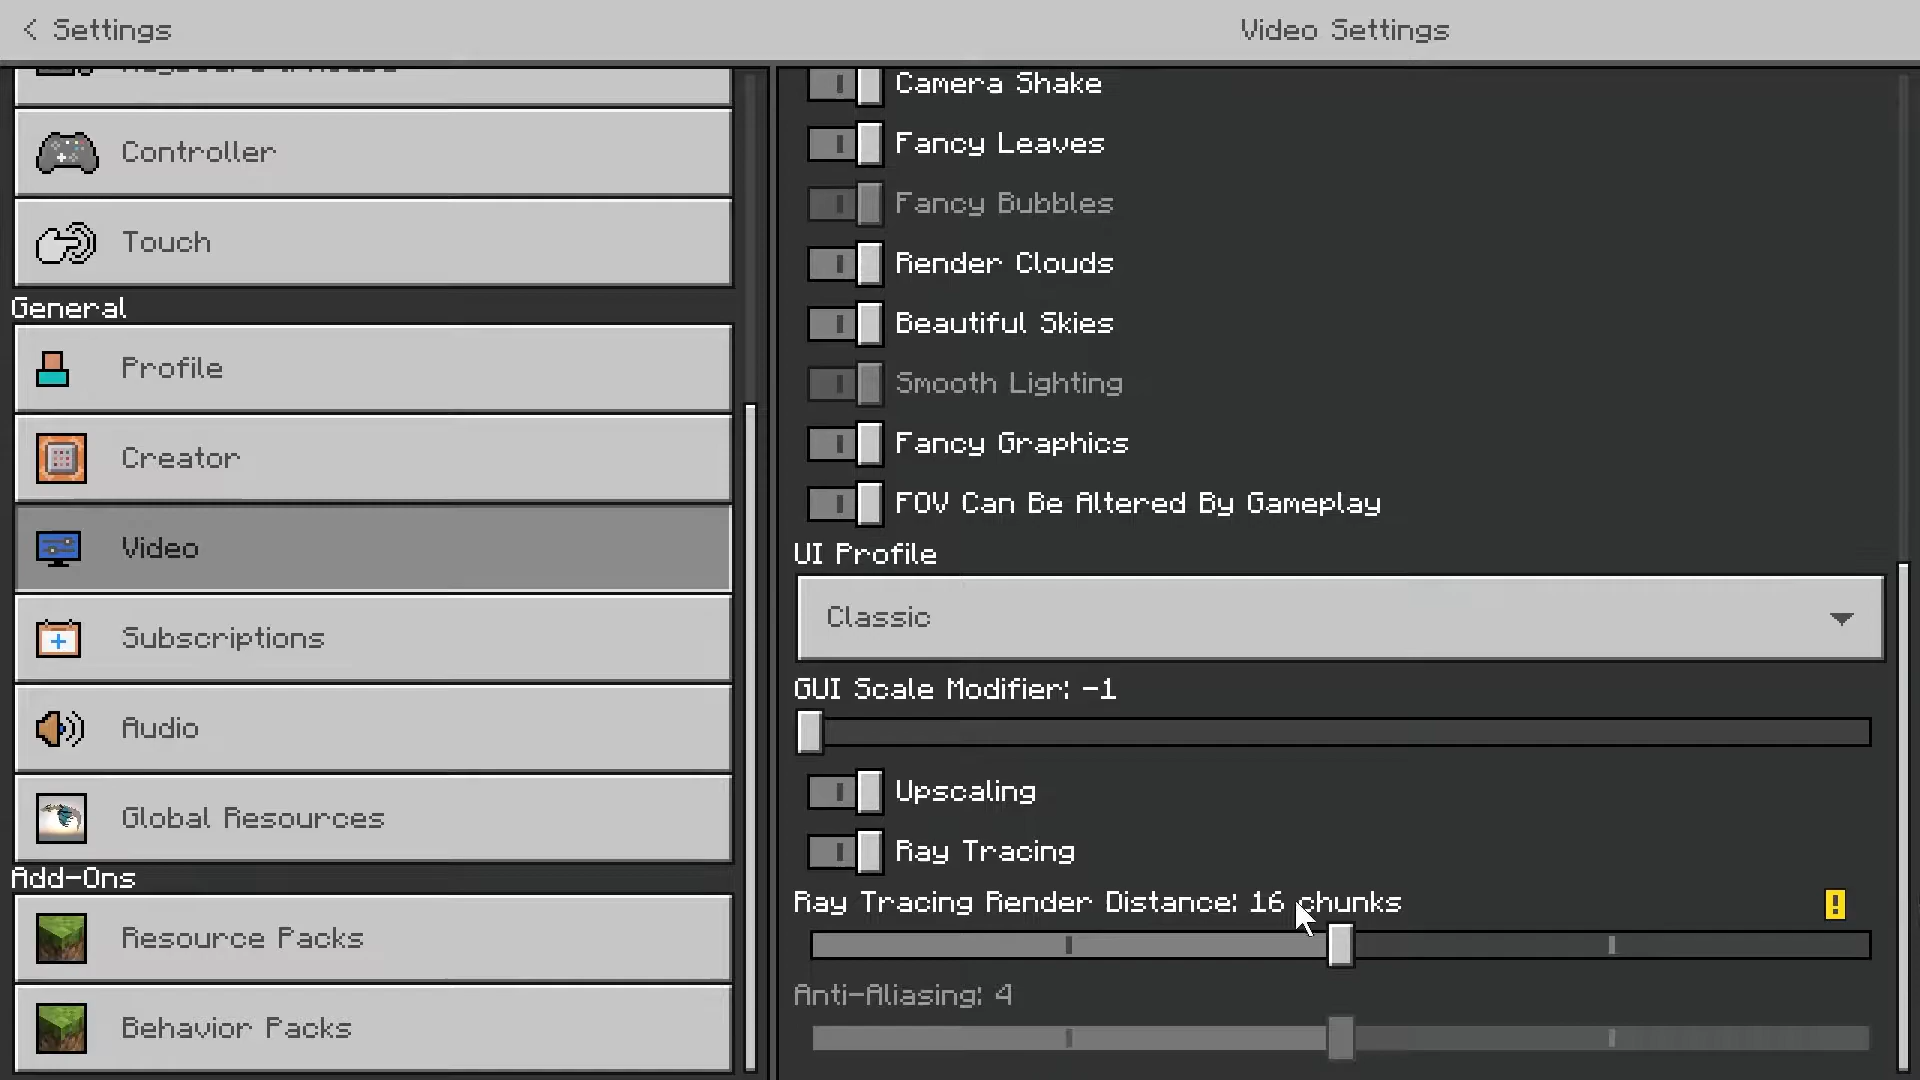 Settings
Video Settings
Controller
Touch
General
Profile
Creator
Video
Subscriptions
Audio
Global Resources
Add-Ons
Resource Packs
Behavior Packs
Camera Shake
Fancy Leaves
Fancy Bubbles
Render Clouds
Beautiful Skies
Smooth Lighting
Fancy Graphics
FOV Can Be Altered By Gameplay
UI Profile
Classic
GUI Scale Modifier: -1
Upscaling
Ray Tracing
Ray Tracing Render Distance: 16 chunks
Anti-Aliasing: 4